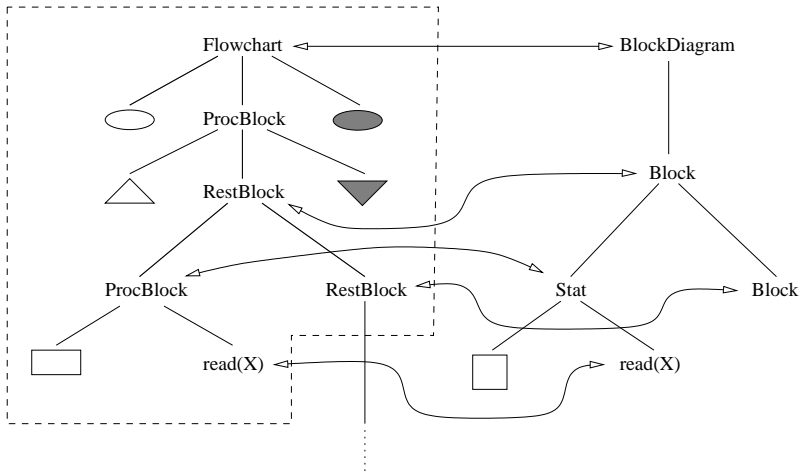 Flowchart BlockDiagram
ProcBlock
Block
RestBlock
ProcBlock RestBlock Stat Block
read(X) read(X)